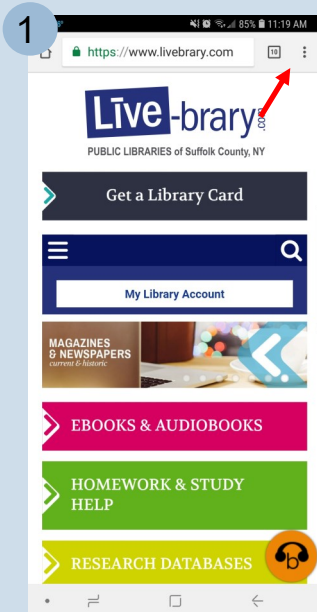 1
85% 11:19 AM
https://www.livebrary.com
10
Līve-brary.com
PUBLIC LIBRARIES of Suffolk County, NY
Get a Library Card
My Library Account
MAGAZINES
& NEWSPAPERS
current & historic
EBOOKS & AUDIOBOOKS
HOMEWORK & STUDY
HELP
RESEARCH DATABASES
b